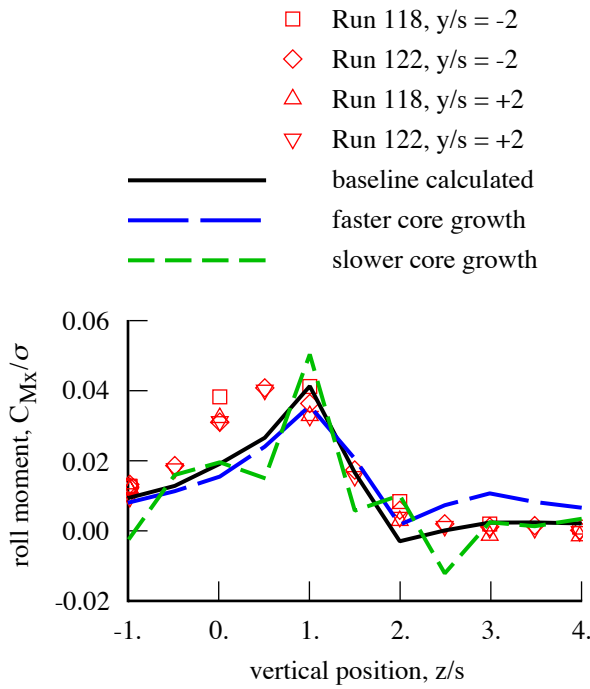 Run 118, y/s = -2
Run 122, y/s = -2
Run 118, y/s = +2
Run 122, y/s = +2
baseline calculated
faster core growth
slower core growth
roll moment, C_Mx/σ
0.06
0.04
0.02
0.00
-0.02
-1. 0. 1. 2. 3. 4.
vertical position, z/s